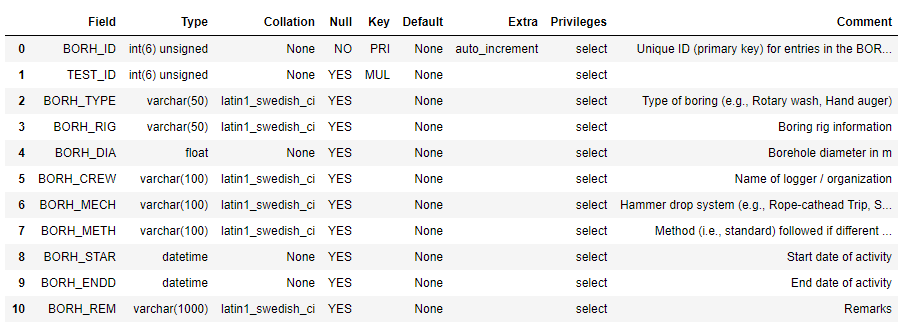 Field Type Collation Null Key Default Extra Privileges Comment
0 BORH_ID int(6) unsigned None NO PRI None auto_increment select Unique ID (primary key) for entries in the BOR...
1 TEST_ID int(6) unsigned None YES MUL None select
2 BORH_TYPE varchar(50) latin1_swedish_ci YES None select Type of boring (e.g., Rotary wash, Hand auger)
3 BORH_RIG varchar(50) latin1_swedish_ci YES None select Boring rig information
4 BORH_DIA float None YES None select Borehole diameter in m
5 BORH_CREW varchar(100) latin1_swedish_ci YES None select Name of logger / organization
6 BORH_MECH varchar(100) latin1_swedish_ci YES None select Hammer drop system (e.g., Rope-cathead Trip, S...
7 BORH_METH varchar(100) latin1_swedish_ci YES None select Method (i.e., standard) followed if different ...
8 BORH_STAR datetime None YES None select Start date of activity
9 BORH_ENDD datetime None YES None select End date of activity
10 BORH_REM varchar(1000) latin1_swedish_ci YES None select Remarks